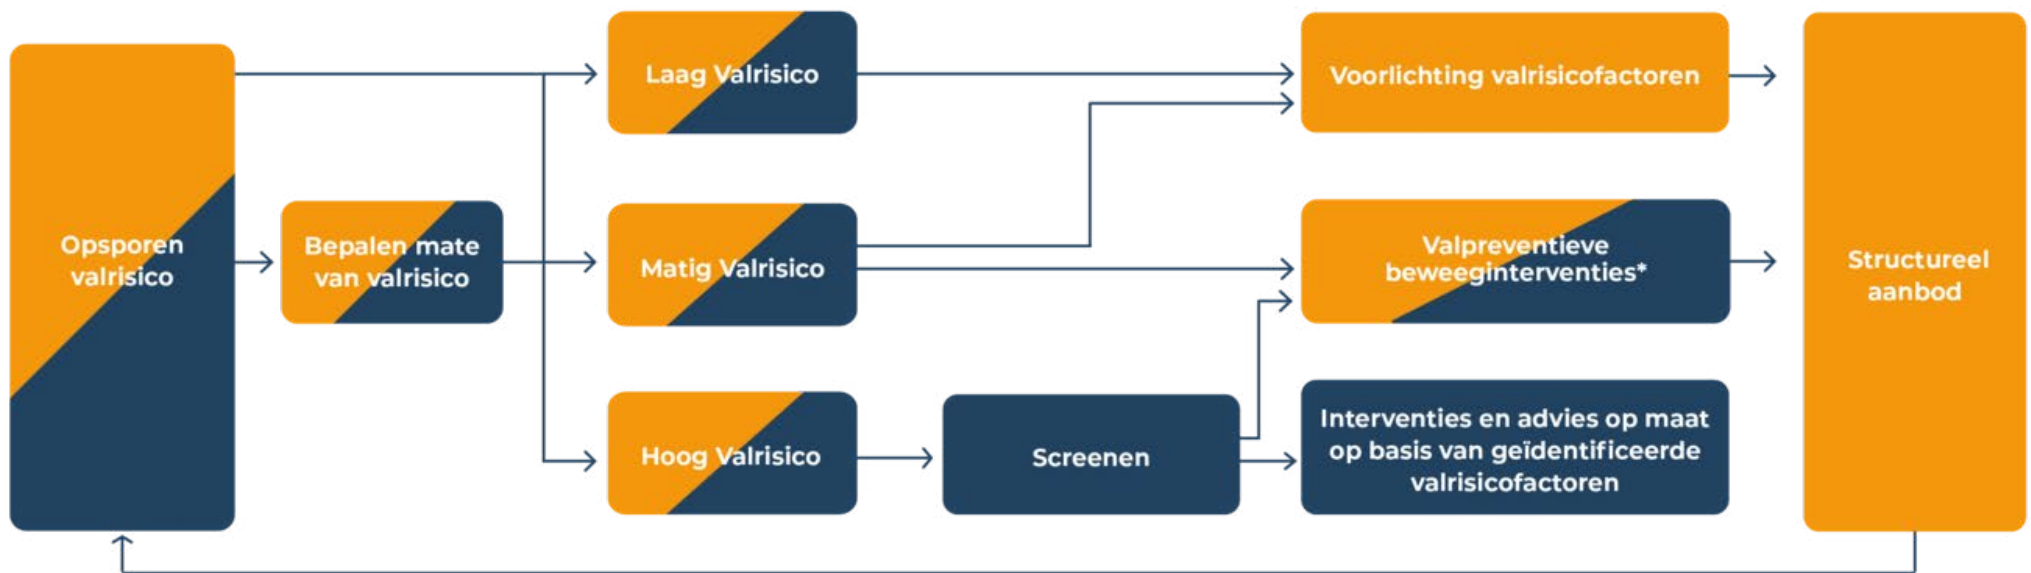 Opsporen
valrisico
Bepalen mate
van valrisico
Laag Valrisico
Matig Valrisico
Hoog Valrisico
Screenen
Voorlichting valrisicofactoren
Valpreventieve
beweeginterventies*
Interventies en advies op maat
op basis van geïdentificeerde
valrisicofactoren
Structureel
aanbod